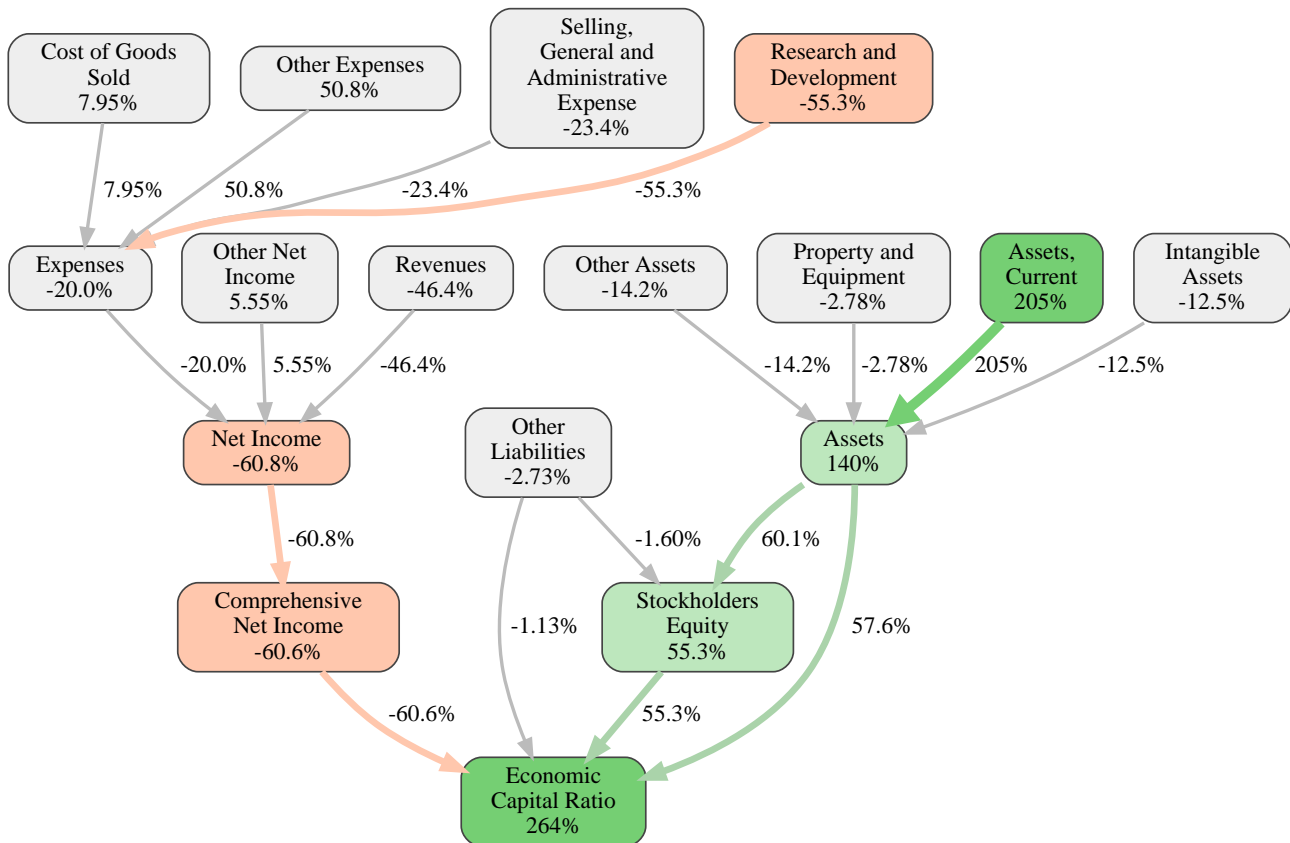 Cost of Goods
Sold
7.95%
Other Expenses
50.8%
Selling,
General and
Administrative
Expense
-23.4%
Research and
Development
-55.3%
7.95%
50.8%
-23.4%
-55.3%
Expenses
-20.0%
Other Net
Income
5.55%
Revenues
-46.4%
Other Assets
-14.2%
Property and
Equipment
-2.78%
Assets,
Current
205%
Intangible
Assets
-12.5%
-20.0%
5.55%
-46.4%
-14.2%
-2.78%
205%
-12.5%
Net Income
-60.8%
Other
Liabilities
-2.73%
Assets
140%
-60.8%
-1.60%
60.1%
Comprehensive
Net Income
-60.6%
-1.13%
Stockholders
Equity
55.3%
57.6%
-60.6%
55.3%
Economic
Capital Ratio
264%